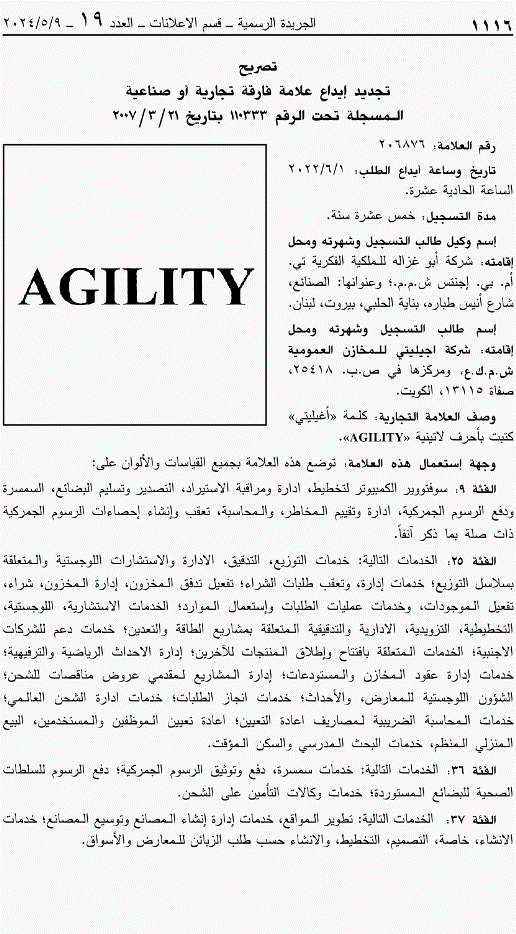 ١١١٦
الجريدة الرسمية ــ قسم الاعلانات ــ العدد ١٩ ــ ٢٠٢٤/٥/٩
تصريح
تجديد إيداع علامة فارقة تجارية أو صناعية
المسجلة تحت الرقم ١١٠٣٣٣ بتاريخ ٢٠٠٧/٣/٢١
رقم العلامة: ٢٠٦٨٧٦
تاريخ وساعة ايداع الطلب: ٢٠٢٢/٦/١
الساعة الحادية عشرة.
مدة التسجيل: خمس عشرة سنة.
إسم وكيل طالب التسجيل وشهرته ومحل
إقامته: شركة أبو غزاله للملكية الفكرية تي.
أم. بي. إجنتس ش.م.م.؛ وعنوانها: الصنائع،
شارع أنيس طباره، بناية الحلبي، بيروت، لبنان.
إسم طالب التسجيل وشهرته ومحل
إقامته: شركة اجيليتي للمخازن العمومية
ش.م.ك.ع، ومركزها في ص.ب. ٢٥٤١٨،
صفاة ١٣١١٥، الكويت.
وصف العلامة التجارية: كلمة «أغيليتي»
كتبت بأحرف لاتينية «AGILITY».
AGILITY
وجهة إستعمال هذه العلامة: توضع هذه العلامة بجميع القياسات والألوان على:
الفئة ٩: سوفتووير الكمبيوتر لتخطيط، ادارة ومراقبة الاستيراد، التصدير وتسليم البضائع، السمسرة
ودفع الرسوم الجمركية، ادارة وتقييم المخاطر، والمحاسبة، تعقب وإنشاء إحصاءات الرسوم الجمركية
ذات صلة بما ذكر آنفاً.
الفئة ٢٥: الخدمات التالية: خدمات التوزيع، التدقيق، الادارة والاستشارات اللوجستية والمتعلقة
بسلاسل التوزيع؛ خدمات إدارة، وتعقب طلبات الشراء؛ تفعيل تدفق المخزون، إدارة المخزون، شراء،
تفعيل الموجودات، وخدمات عمليات الطلبات وإستعمال الموارد؛ الخدمات الاستشارية، اللوجستية،
التخطيطية، التزويدية، الادارية والتدقيقية المتعلقة بمشاريع الطاقة والتعدين؛ خدمات دعم للشركات
الاجنبية؛ الخدمات المتعلقة بافتتاح وإطلاق المنتجات للآخرين؛ إدارة الاحداث الرياضية والترفيهية؛
خدمات إدارة عقود المخازن والمستودعات؛ إدارة المشاريع لمقدمي عروض مناقصات للشحن؛
الشؤون اللوجستية للمعارض، والأحداث؛ خدمات انجاز الطلبات؛ خدمات ادارة الشحن العالمي؛
خدمات المحاسبة الضريبية لمصاريف اعادة التعيين؛ اعادة تعيين الموظفين والمستخدمين، البيع
المنزلي المنظم، خدمات البحث المدرسي والسكن المؤقت.
الفئة ٣٦: الخدمات التالية: خدمات سمسرة، دفع وتوثيق الرسوم الجمركية؛ دفع الرسوم للسلطات
الصحية للبضائع المستوردة؛ خدمات وكالات التأمين على الشحن.
الفئة ٣٧: الخدمات التالية: تطوير المواقع، خدمات إدارة إنشاء المصانع وتوسيع المصانع؛ خدمات
الانشاء، خاصة، التصميم، التخطيط، والانشاء حسب طلب الزبائن للمعارض والأسواق.